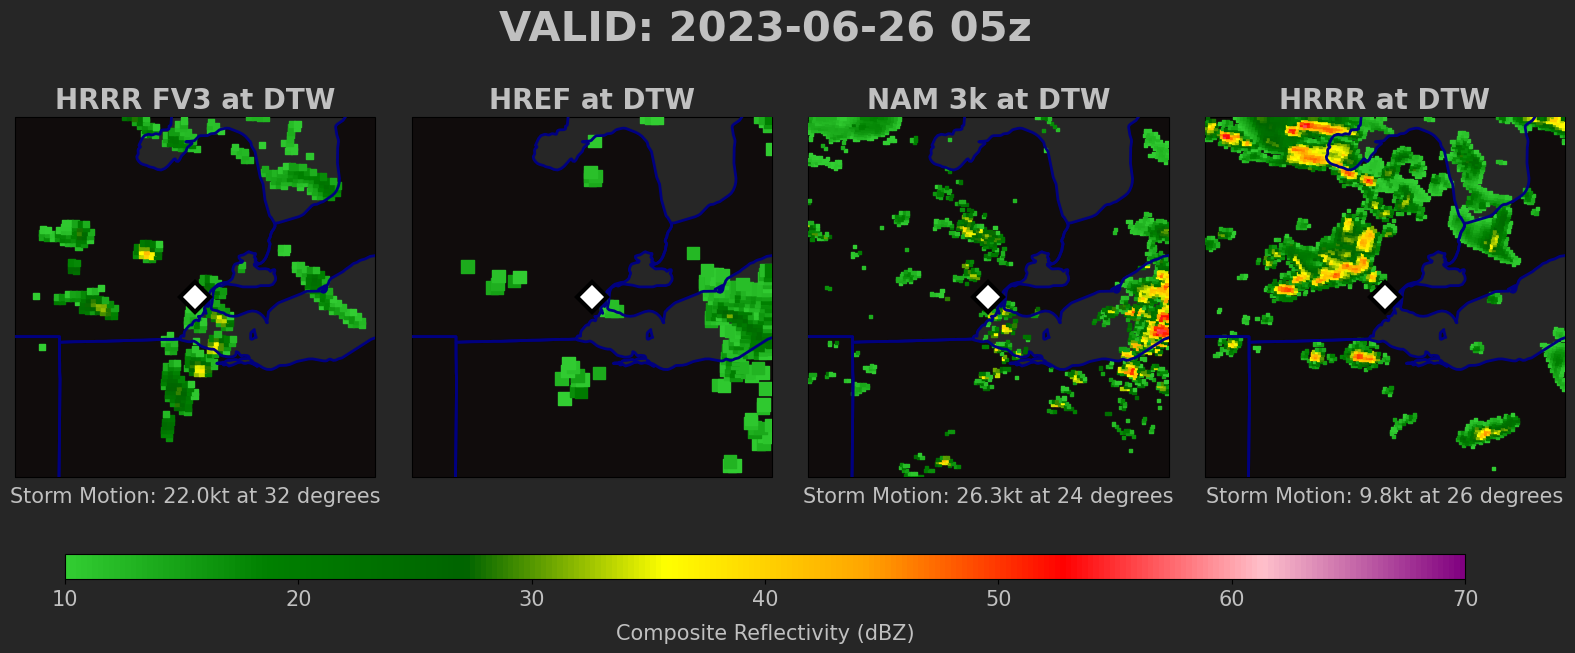 VALID: 2023-06-26 05z
HRRR FV3 at DTW
HREF at DTW
NAM 3k at DTW
HRRR at DTW
Storm Motion: 22.0kt at 32 degrees
Storm Motion: 26.3kt at 24 degrees
Storm Motion: 9.8kt at 26 degrees
10 20 30 40 50 60 70
Composite Reflectivity (dBZ)